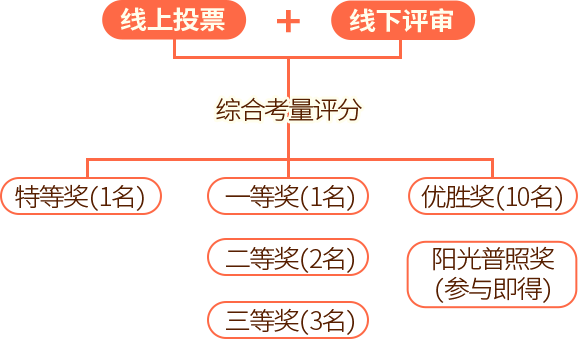 线上投票 + 线下评审
综合考量评分
特等奖(1名) 一等奖(1名) 优胜奖(10名)
二等奖(2名)
阳光普照奖
(参与即得)
三等奖(3名)